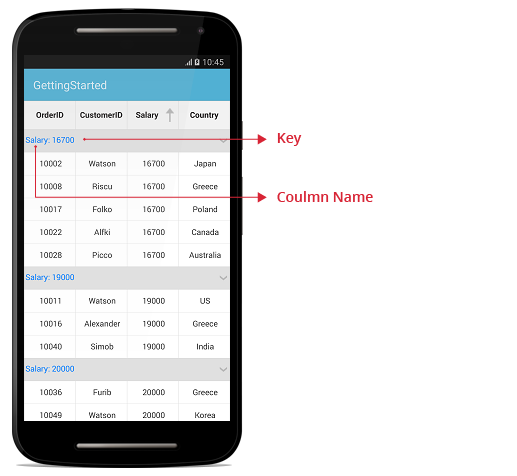 10:45
GettingStarted
OrderID CustomerID Salary Country
Salary: 16700
Key
10002 Watson 16700 Japan
10008 Riscu 16700 Greece
Coulmn Name
10017 Folko 16700 Poland
10022 Alfki 16700 Canada
10028 Picco 16700 Australia
Salary: 19000
10011 Watson 19000 US
10016 Alexander 19000 Greece
10040 Simob 19000 India
Salary: 20000
10036 Furib 20000 Greece
10049 Watson 20000 Korea